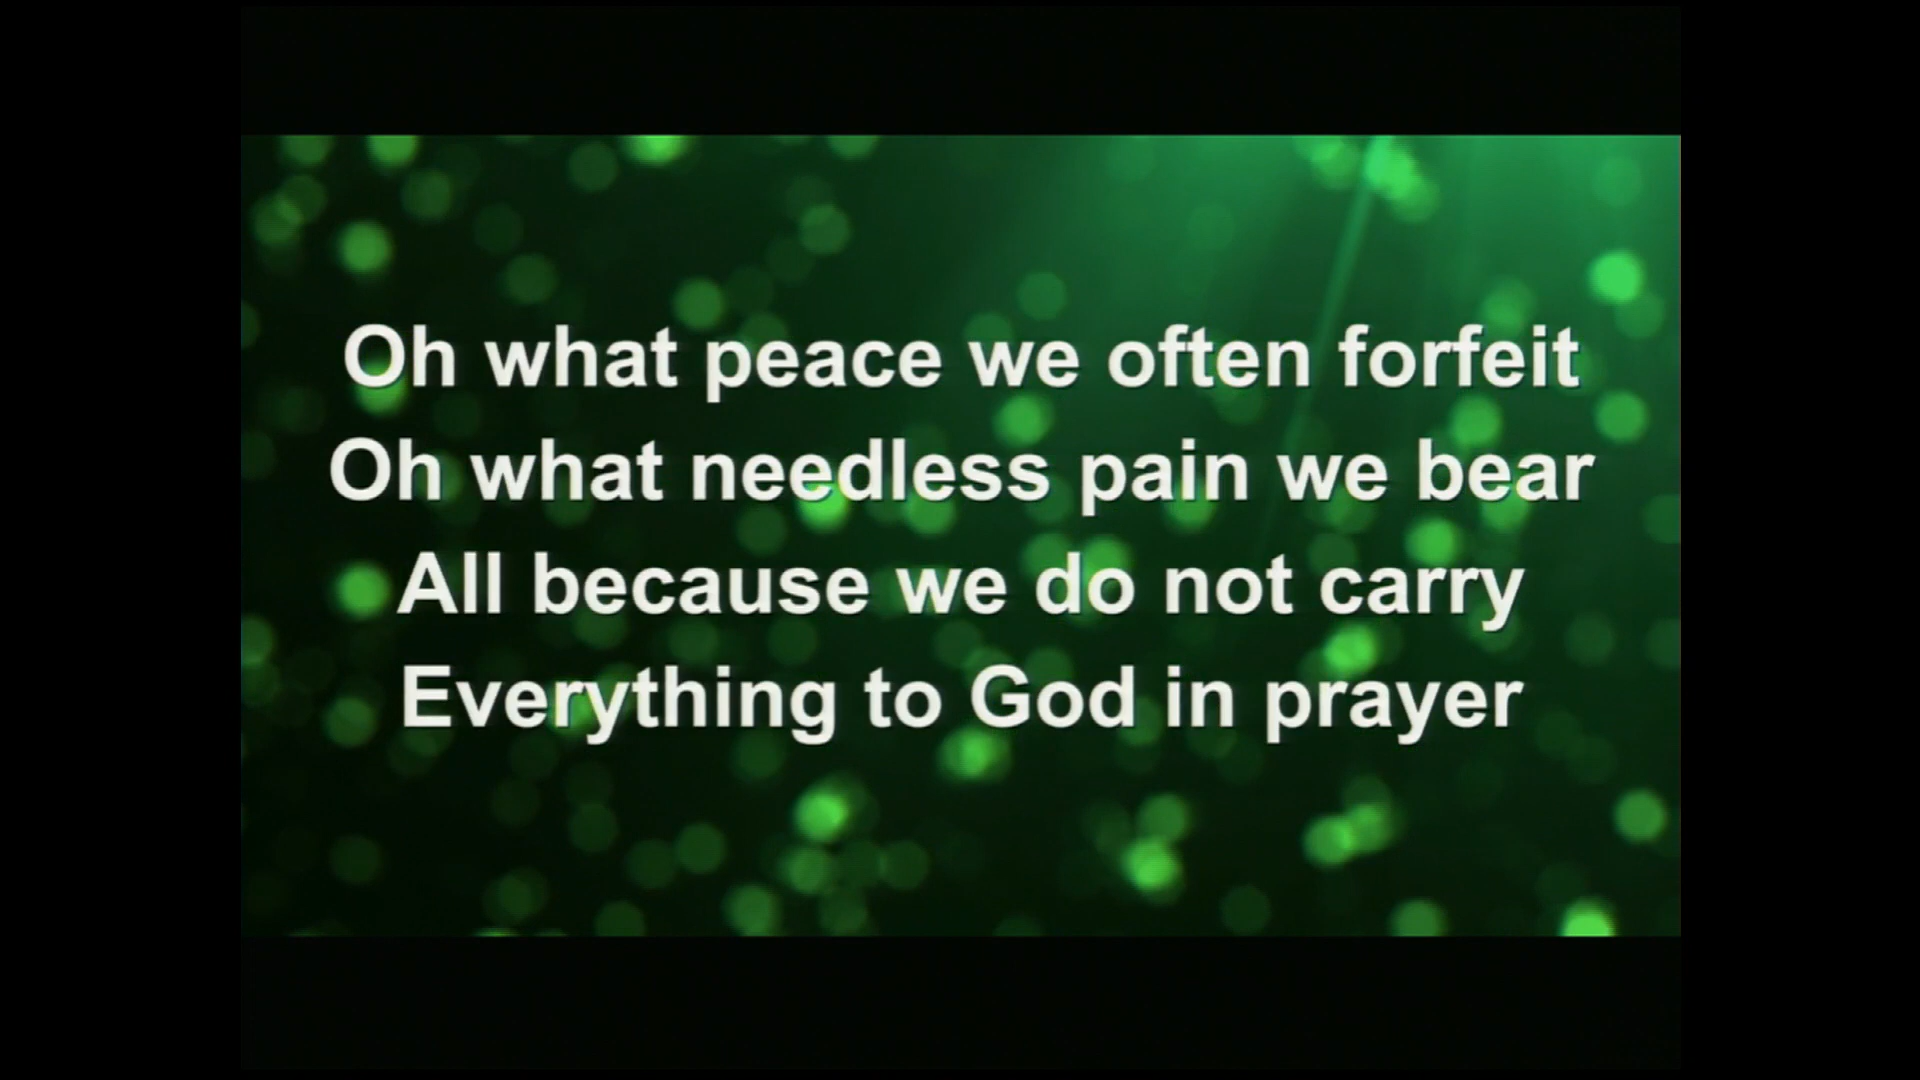 Oh what peace we often forfeit
Oh what needless pain we bear
All because we do not carry
Everything to God in prayer